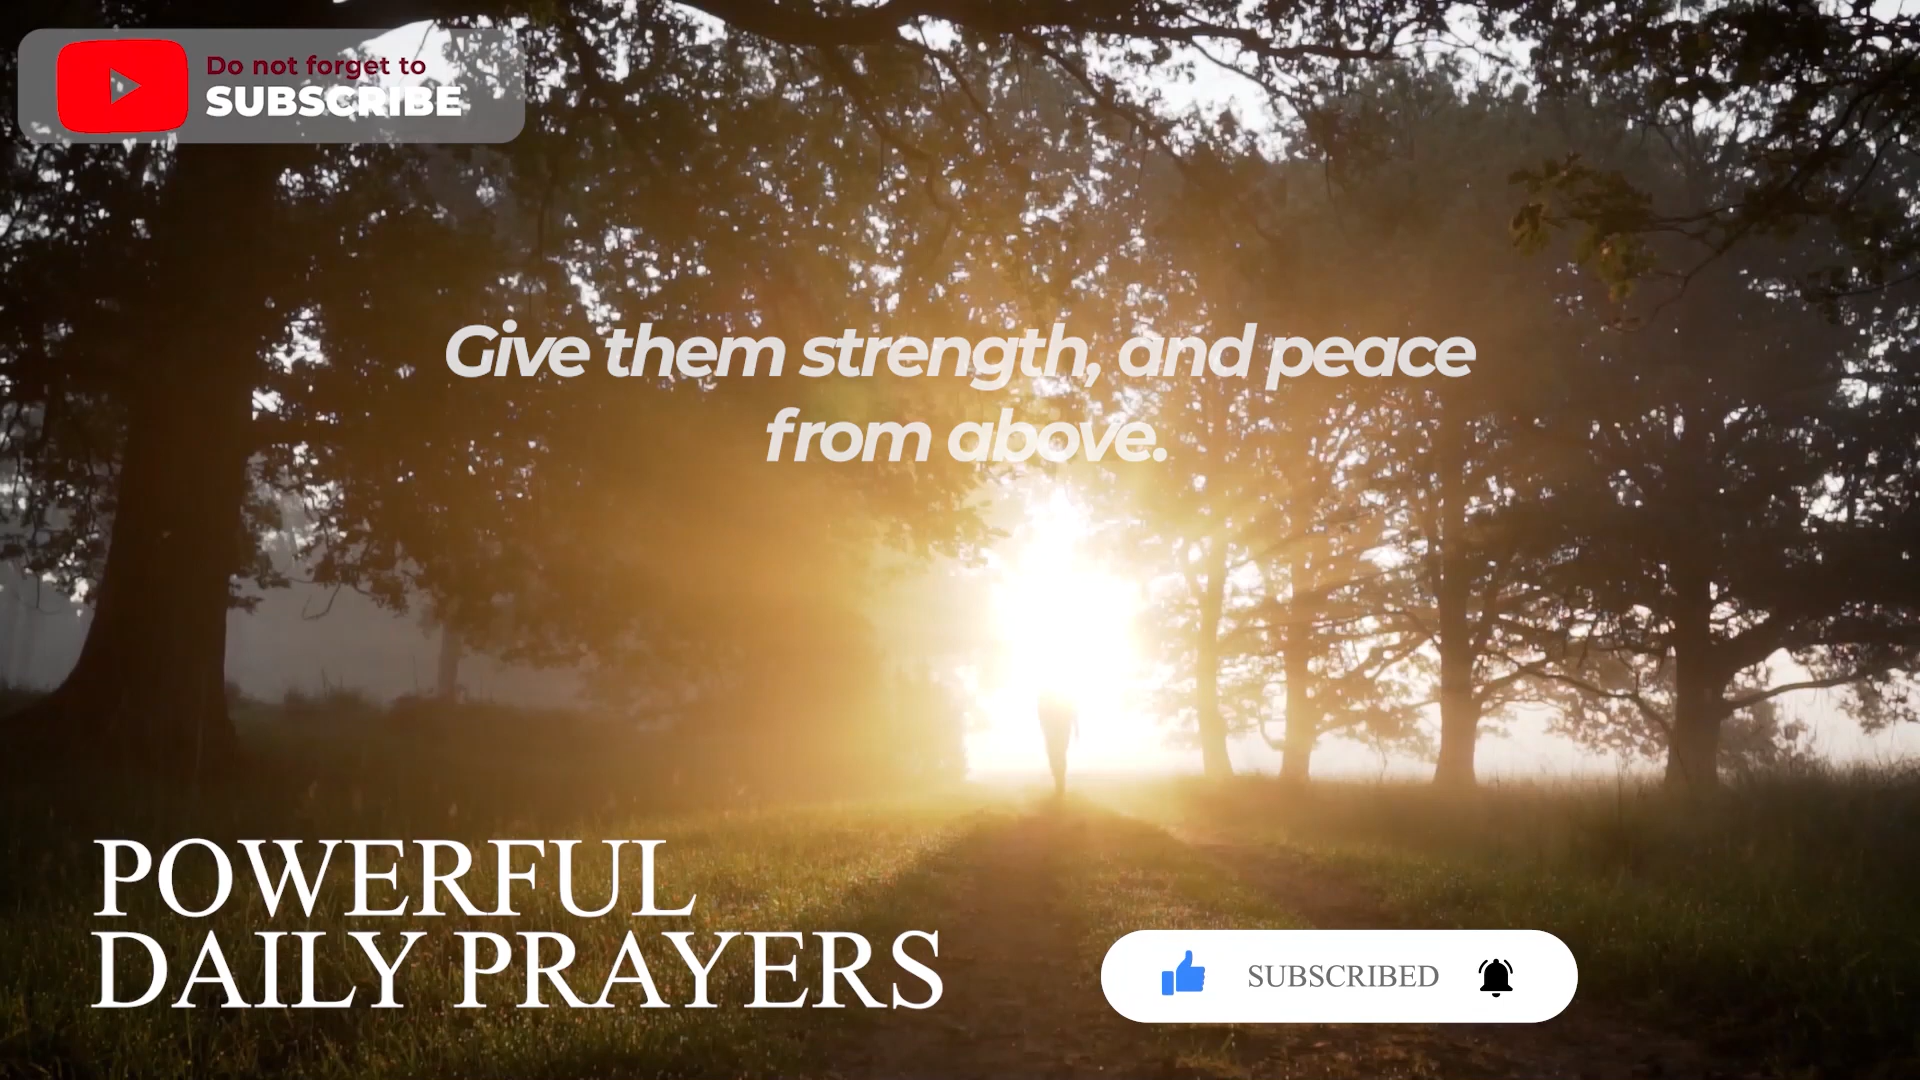 Do not forget to
SUBSCRIBE
Give them strength, and peace
from above.
POWERFUL
DAILY PRAYERS
SUBSCRIBED